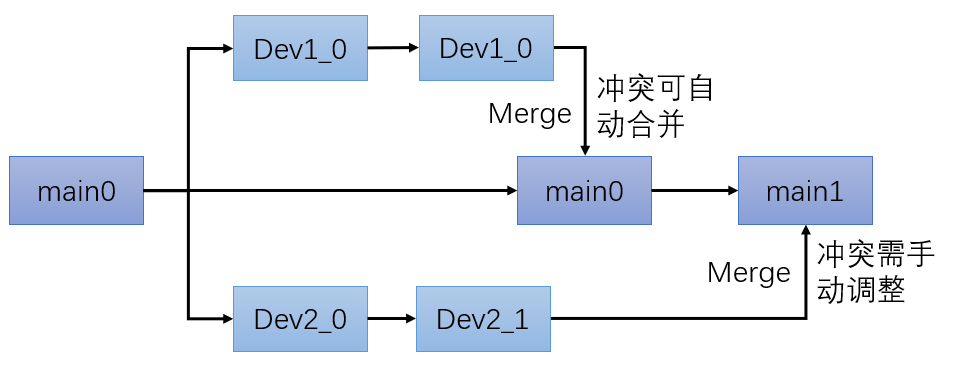 Dev1_0
Dev1_0
Merge
冲突可自
动合并
main0
main0
main1
Merge
冲突需手
动调整
Dev2_0
Dev2_1